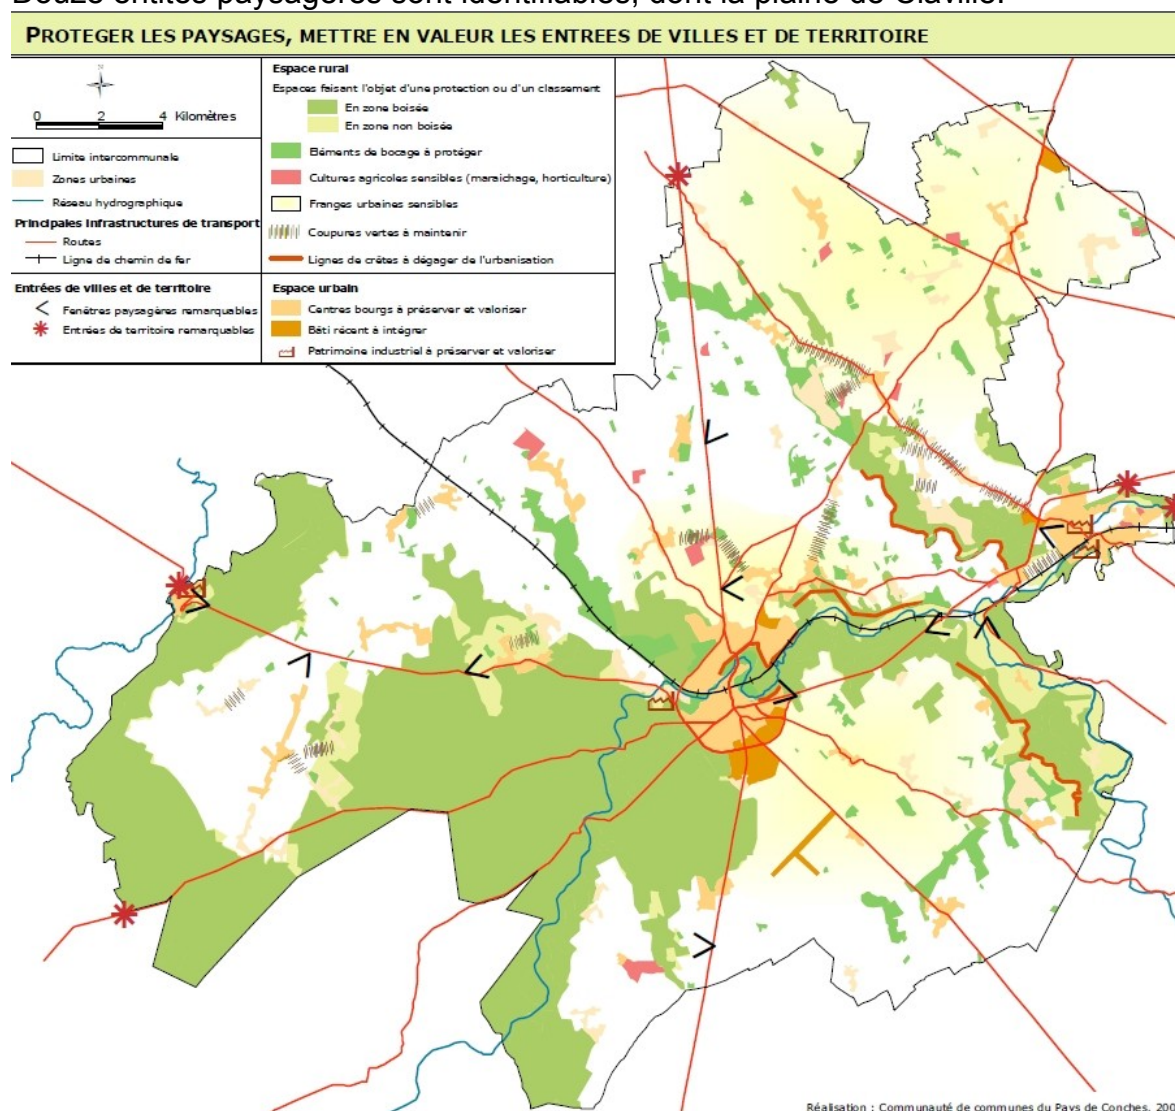 Douze entités paysagères sont identifiables, dont la plaine de Claville.
PROTEGER LES PAYSAGES, METTRE EN VALEUR LES ENTREES DE VILLES ET DE TERRITOIRE
0 2 4 Kilomètres
Limite intercommunale
Zones urbaines
Réseau hydrographique
Principales infrastructures de transport
Routes
Ligne de chemin de fer
Entrées de villes et de territoire
Fenêtres paysagères remarquables
Entrées de territoire remarquables
Espace rural
Espaces faisant l'objet d'une protection ou d'un classement
En zone boisée
En zone non boisée
Eléments de bocage à protéger
Cultures agricoles sensibles (maraichage, horticulture)
Franges urbaines sensibles
Coupures vertes à maintenir
Lignes de crêtes à dégager de l'urbanisation
Espace urbain
Centres bourgs à préserver et valoriser
Bâti récent à intégrer
Patrimoine industriel à préserver et valoriser
Réalisation : Communauté de communes du Pays de Conches, 200